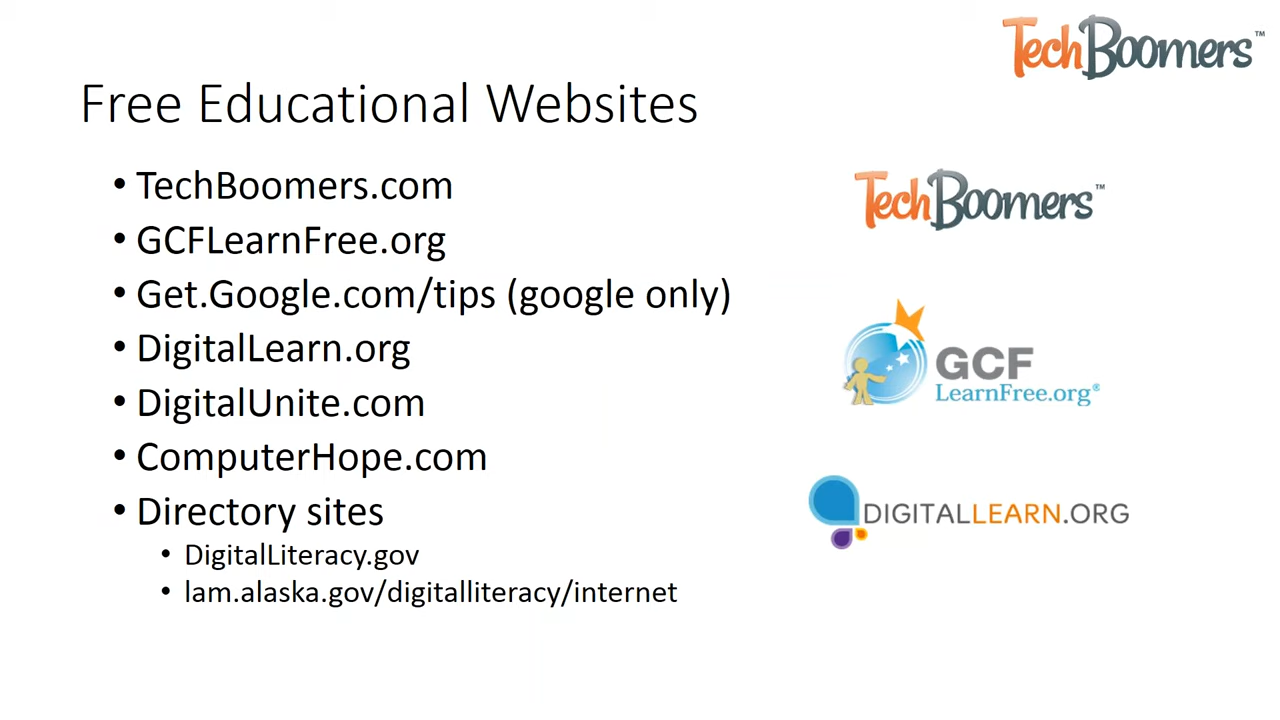 TechBoomers™
Free Educational Websites
• TechBoomers.com
• GCFLearnFree.org
• Get.Google.com/tips (google only)
• DigitalLearn.org
• DigitalUnite.com
• ComputerHope.com
• Directory sites
• DigitalLiteracy.gov
• lam.alaska.gov/digitalliteracy/internet
TechBoomers™
GCF
LearnFree.org®
DIGITALLEARN.ORG